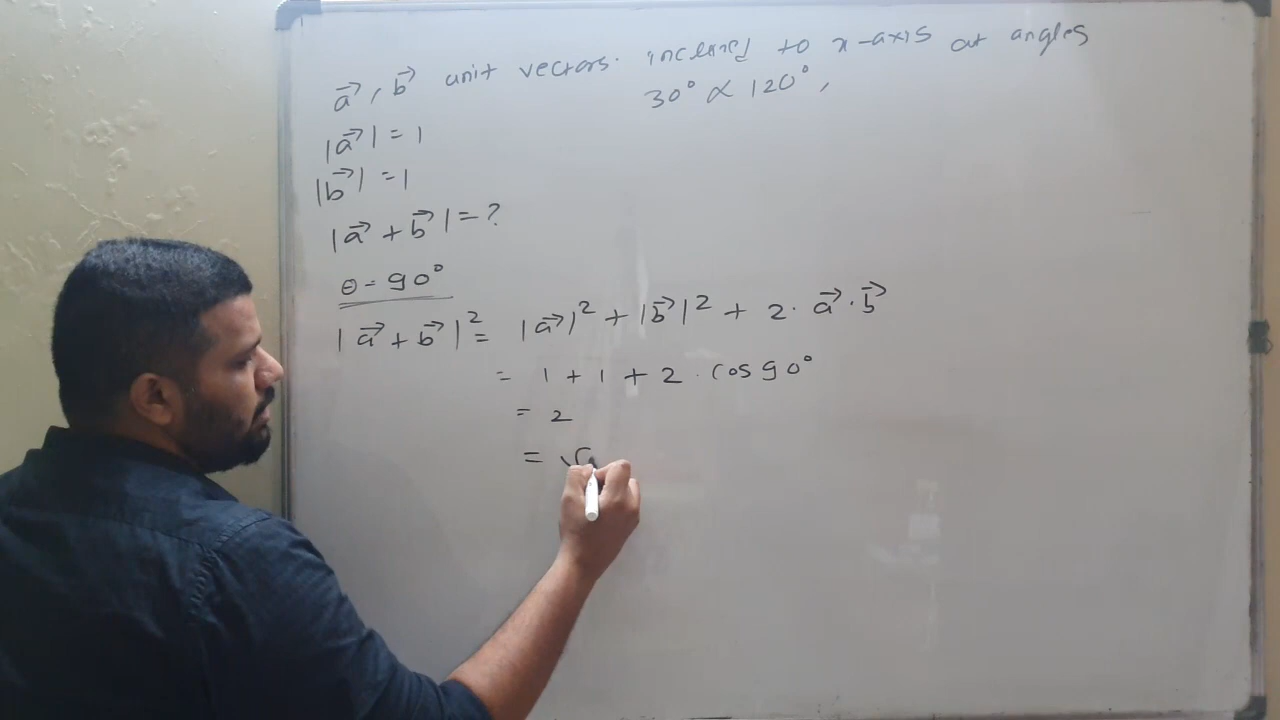 a⃗, b⃗ unit vectors. inclined to x-axis at angles
30° & 120°,
|a⃗| = 1
|b⃗| = 1
|a⃗ + b⃗| = ?
θ = 90°
|a⃗ + b⃗|² = |a⃗|² + |b⃗|² + 2 · a⃗ · b⃗
= 1 + 1 + 2 · cos 90°
= 2
= √